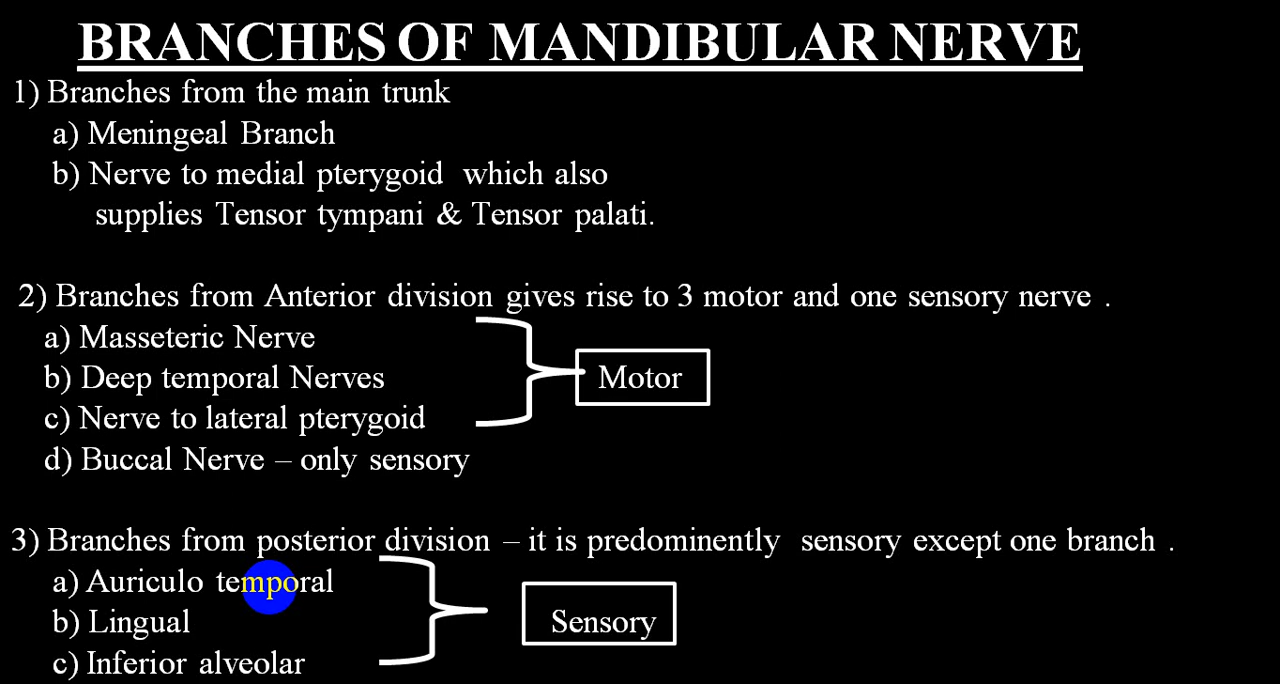 BRANCHES OF MANDIBULAR NERVE
1) Branches from the main trunk
a) Meningeal Branch
b) Nerve to medial pterygoid which also
supplies Tensor tympani & Tensor palati.
2) Branches from Anterior division gives rise to 3 motor and one sensory nerve .
a) Masseteric Nerve
b) Deep temporal Nerves
Motor
c) Nerve to lateral pterygoid
d) Buccal Nerve – only sensory
3) Branches from posterior division – it is predominently sensory except one branch .
a) Auriculo temporal
b) Lingual
Sensory
c) Inferior alveolar